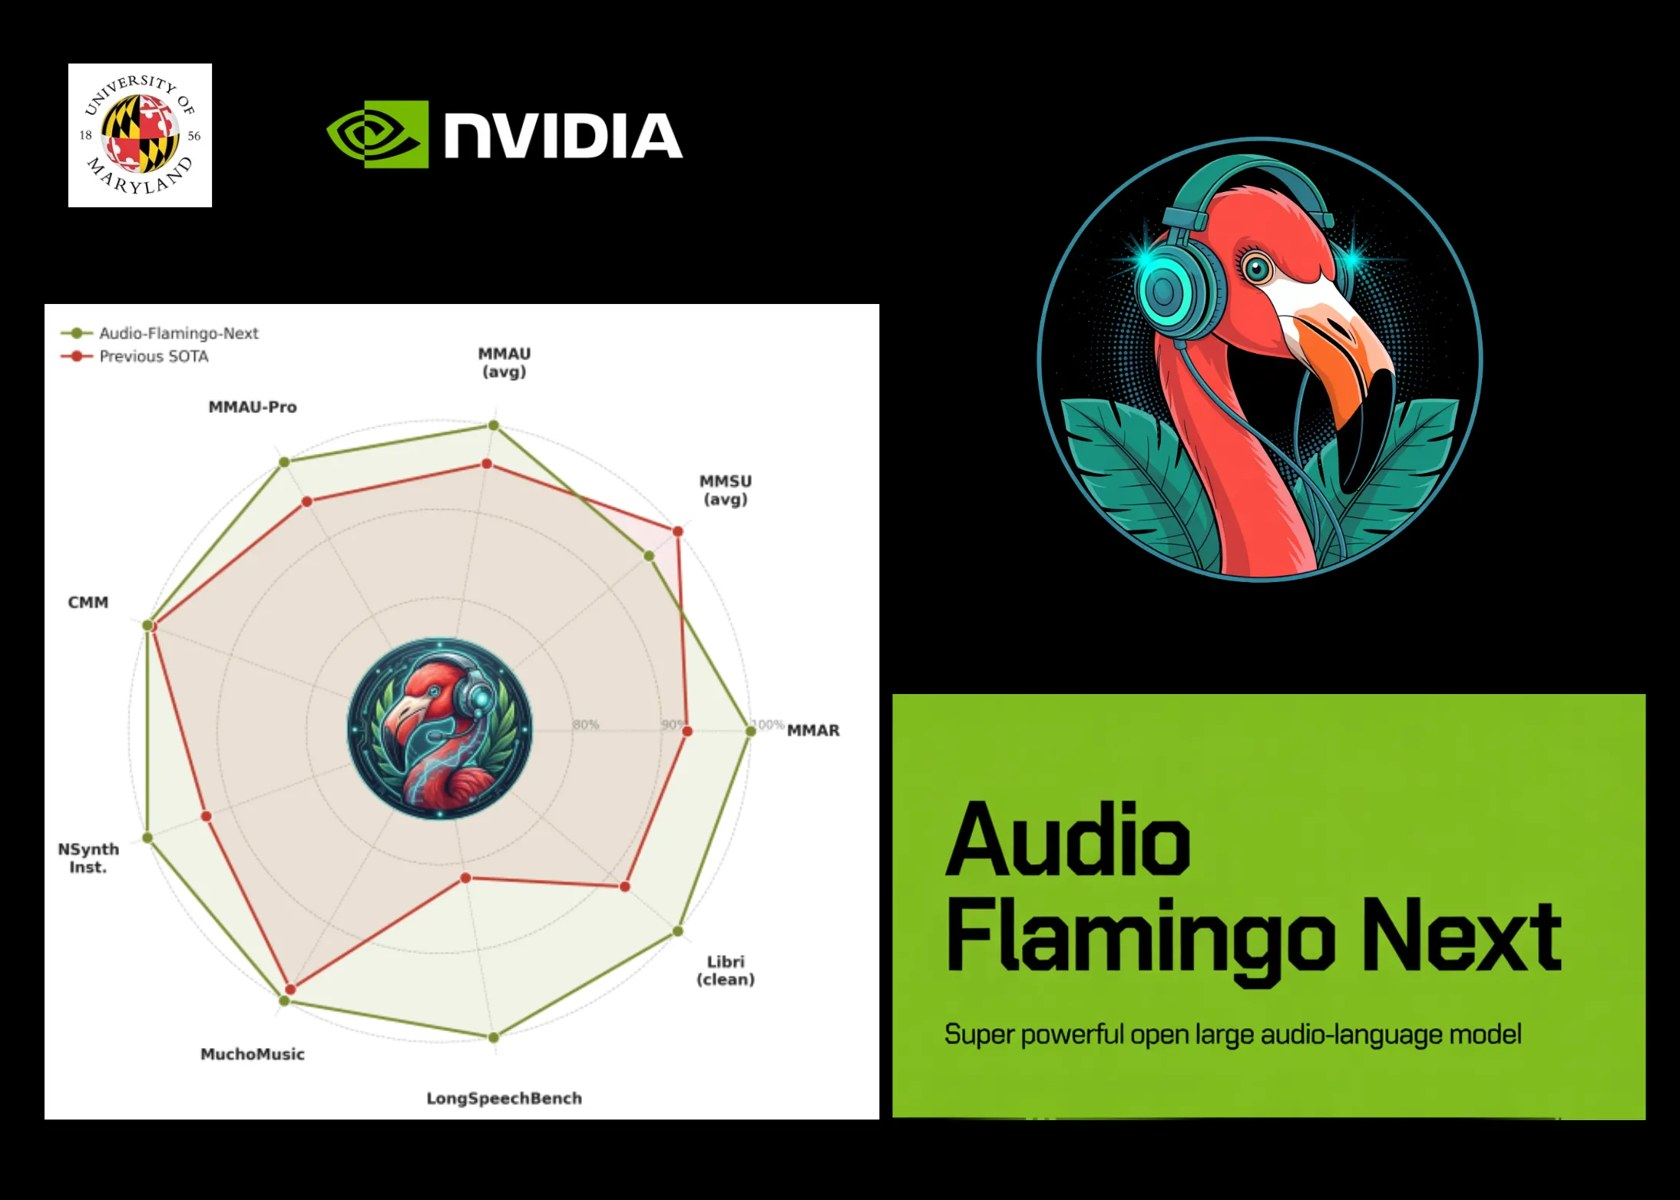 UNIVERSITY OF
18 56
MARYLAND
NVIDIA
Audio-Flamingo-Next
Previous SOTA
MMAU
(avg)
MMAU-Pro
MMSU
(avg)
CMM
80%
90%
100%
MMAR
NSynth
Inst.
Libri
(clean)
MuchoMusic
LongSpeechBench
Audio
Flamingo Next
Super powerful open large audio-language model